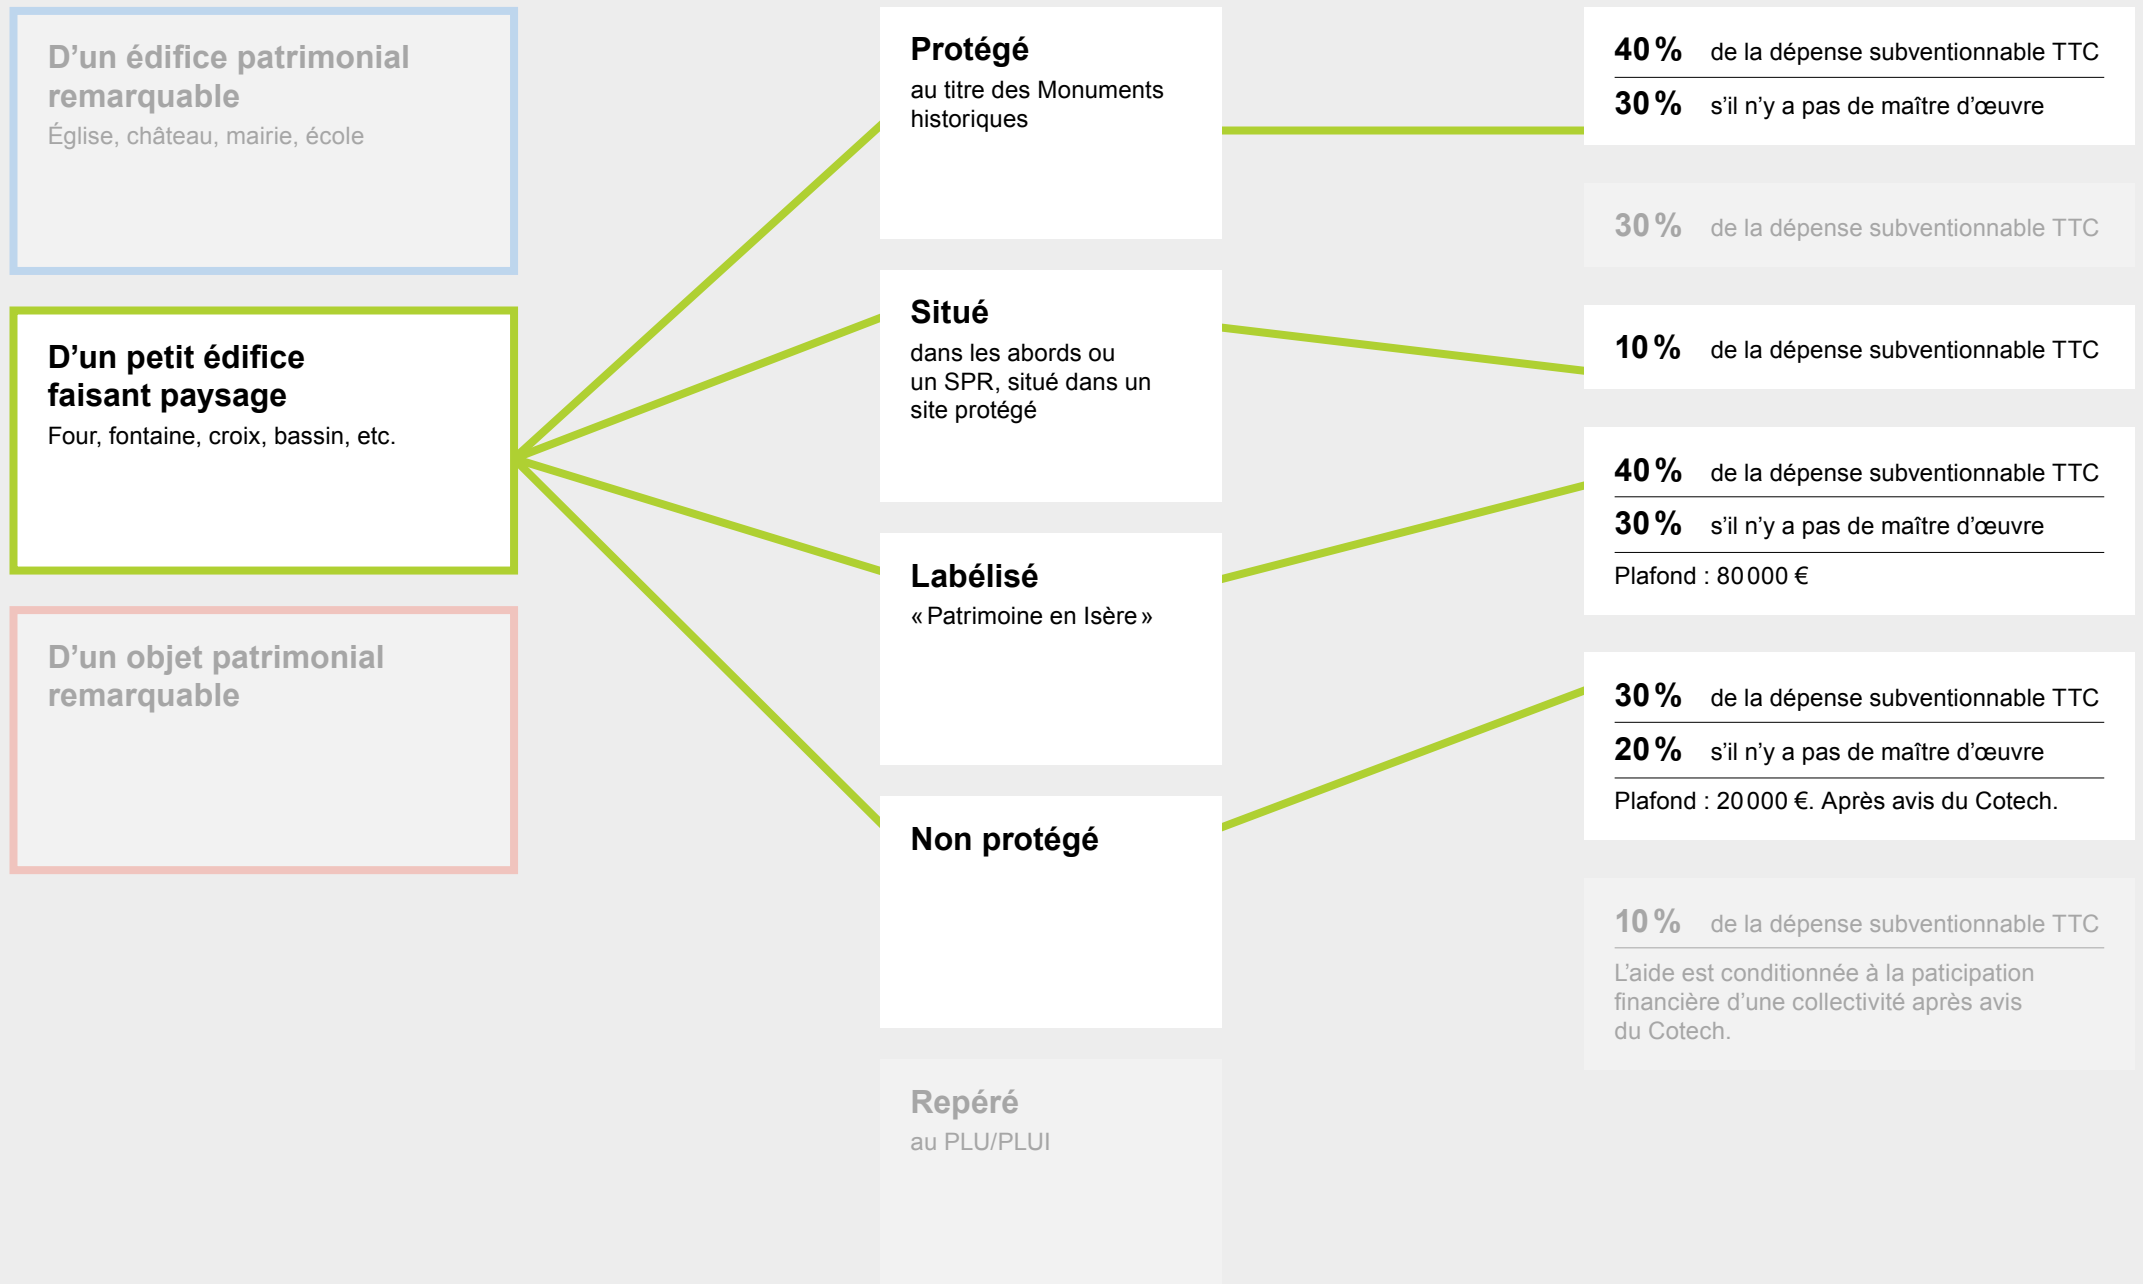 D’un édifice patrimonial
remarquable
Église, château, mairie, école
D’un petit édifice
faisant paysage
Four, fontaine, croix, bassin, etc.
D’un objet patrimonial
remarquable
Protégé
au titre des Monuments
historiques
Situé
dans les abords ou
un SPR, situé dans un
site protégé
Labélisé
« Patrimoine en Isère »
Non protégé
Repéré
au PLU/PLUI
40 % de la dépense subventionnable TTC
30 % s’il n’y a pas de maître d’œuvre
30 % de la dépense subventionnable TTC
10 % de la dépense subventionnable TTC
40 % de la dépense subventionnable TTC
30 % s’il n’y a pas de maître d’œuvre
Plafond : 80 000 €
30 % de la dépense subventionnable TTC
20 % s’il n’y a pas de maître d’œuvre
Plafond : 20 000 €. Après avis du Cotech.
10 % de la dépense subventionnable TTC
L’aide est conditionnée à la paticipation
financière d’une collectivité après avis
du Cotech.